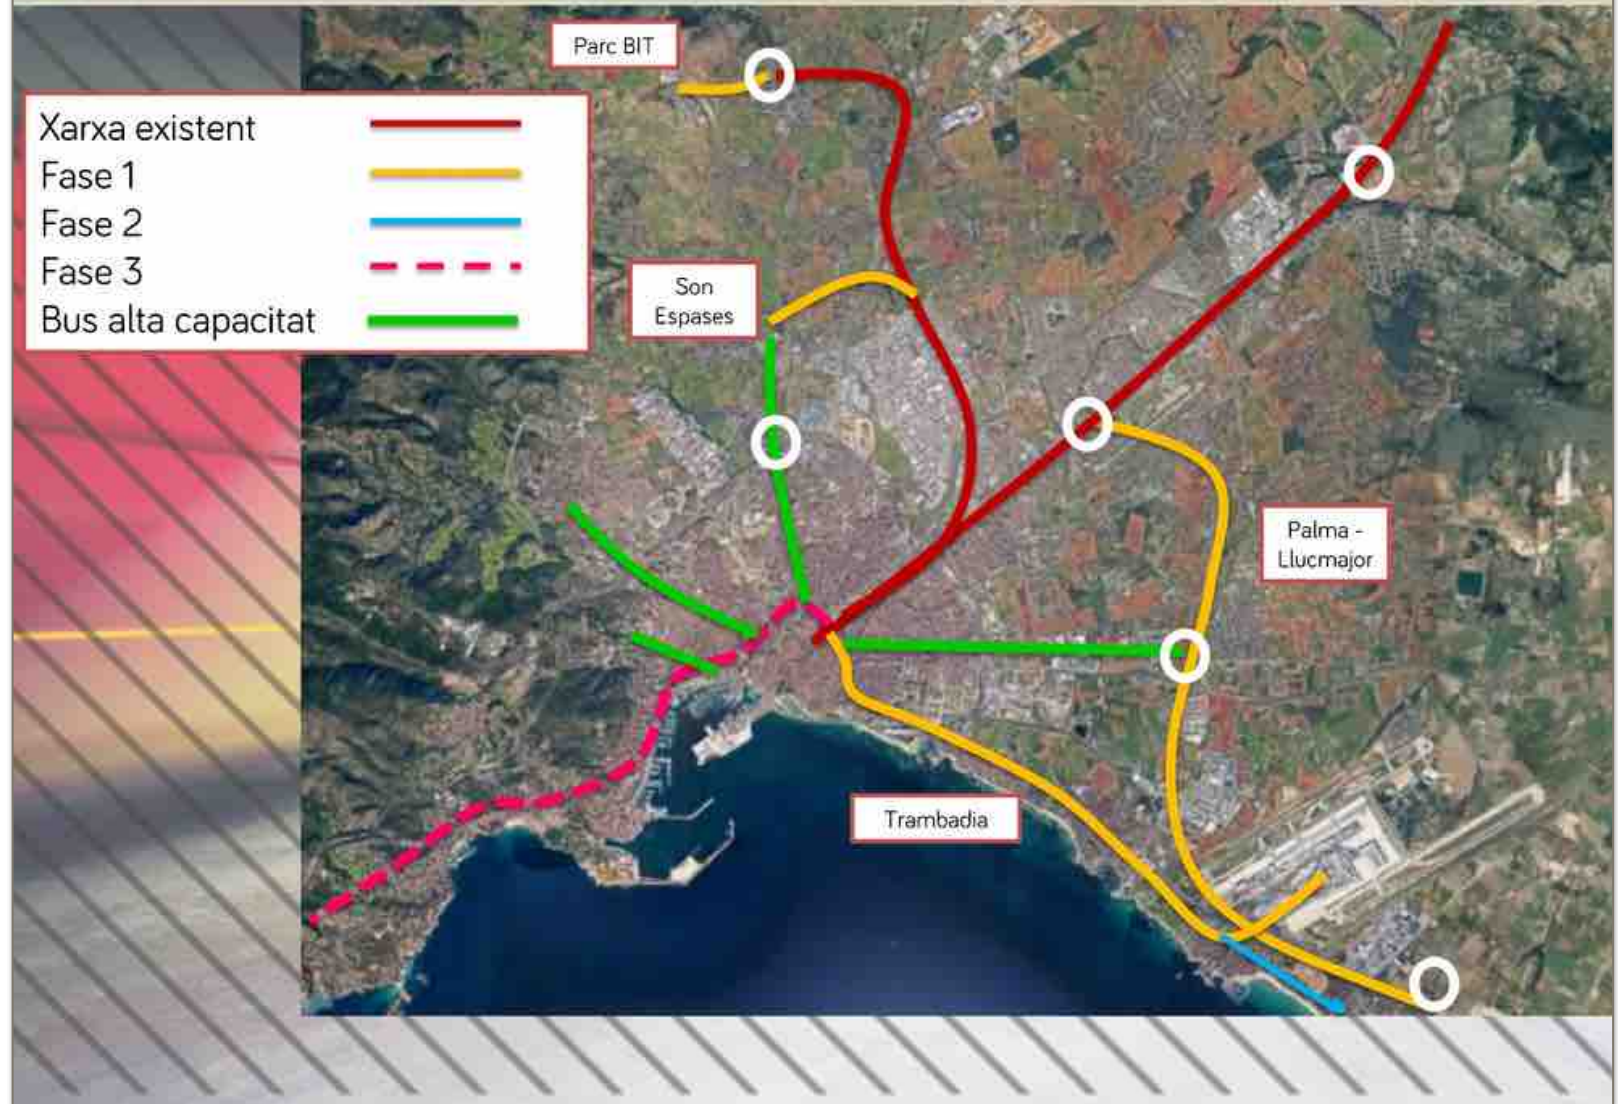 Parc BIT
Xarxa existent
Fase 1
Fase 2
Fase 3
Bus alta capacitat
Son
Espases
Palma -
Llucmajor
Trambadia